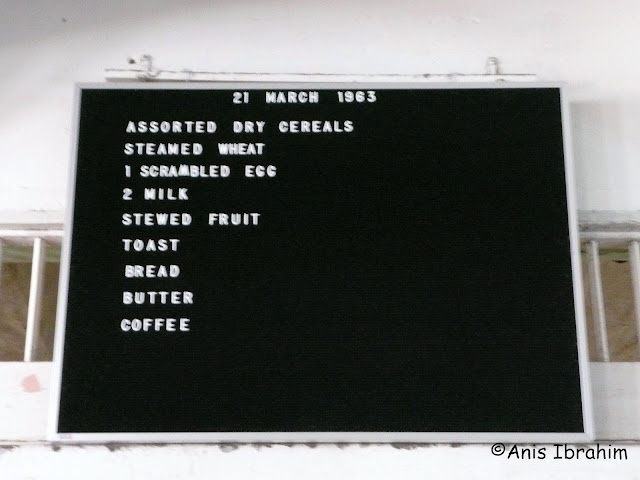 21 MARCH 1963
ASSORTED DRY CEREALS
STEAMED WHEAT
1 SCRAMBLED EGG
2 MILK
STEWED FRUIT
TOAST
BREAD
BUTTER
COFFEE
©Anis Ibrahim